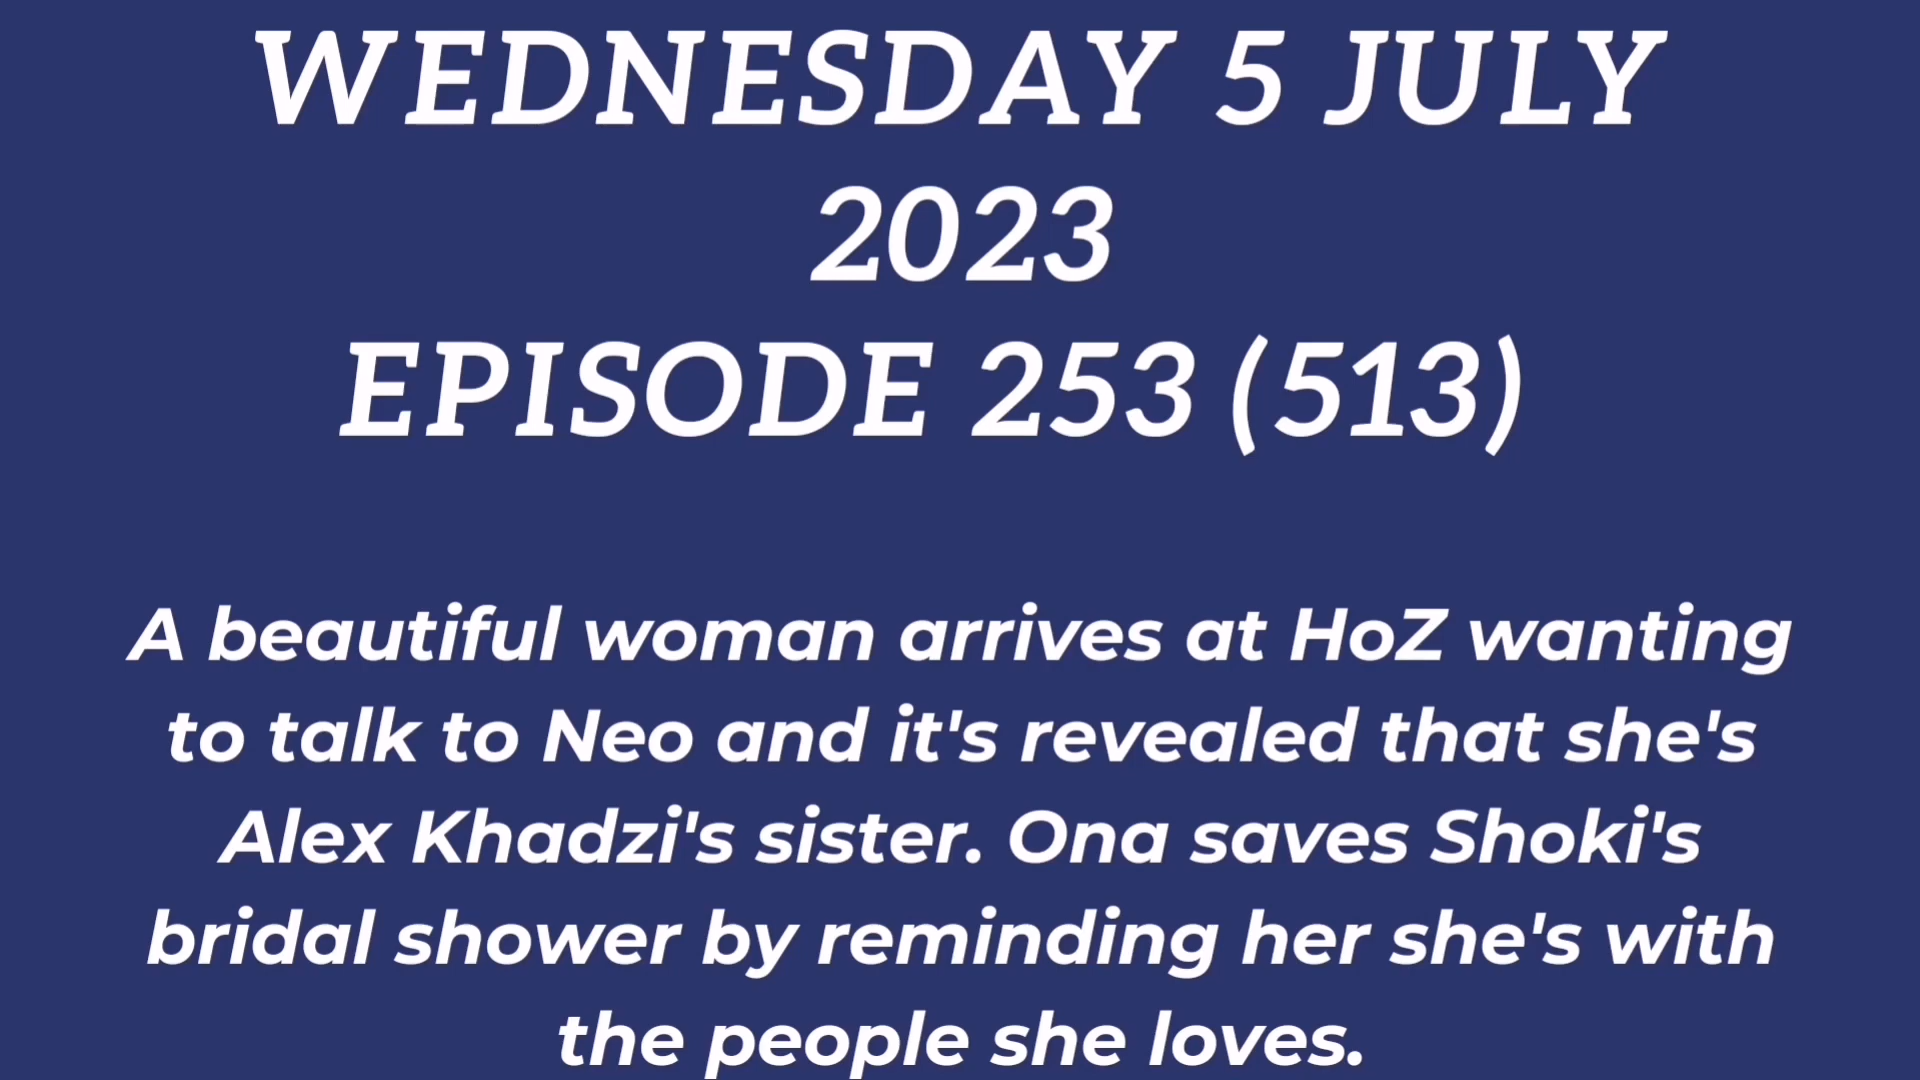 WEDNESDAY 5 JULY
2023
EPISODE 253 (513)
A beautiful woman arrives at HoZ wanting
to talk to Neo and it's revealed that she's
Alex Khadzi's sister. Ona saves Shoki's
bridal shower by reminding her she's with
the people she loves.